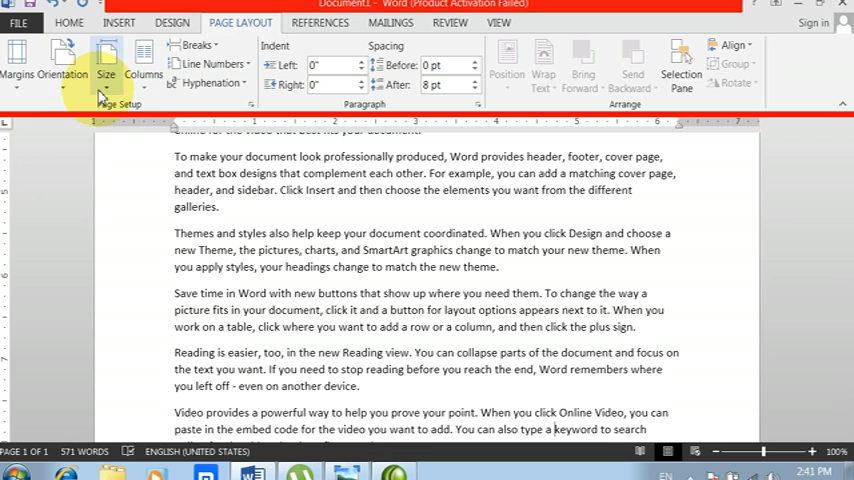 Document1 - Word (Product Activation Failed)
FILE HOME INSERT DESIGN PAGE LAYOUT REFERENCES MAILINGS REVIEW VIEW Sign in
Breaks Indent Spacing Align
Line Numbers Left: 0" Before: 0 pt Group
Margins Orientation Size Columns Hyphenation Right: 0" After: 8 pt Position Wrap Text Bring Forward Send Backward Selection Pane Rotate
Page Setup Paragraph Arrange
L 1 1 2 3 4 5 6 7
To make your document look professionally produced, Word provides header, footer, cover page,
and text box designs that complement each other. For example, you can add a matching cover page,
header, and sidebar. Click Insert and then choose the elements you want from the different
galleries.
Themes and styles also help keep your document coordinated. When you click Design and choose a
new Theme, the pictures, charts, and SmartArt graphics change to match your new theme. When
you apply styles, your headings change to match the new theme.
Save time in Word with new buttons that show up where you need them. To change the way a
picture fits in your document, click it and a button for layout options appears next to it. When you
work on a table, click where you want to add a row or a column, and then click the plus sign.
Reading is easier, too, in the new Reading view. You can collapse parts of the document and focus on
the text you want. If you need to stop reading before you reach the end, Word remembers where
you left off - even on another device.
Video provides a powerful way to help you prove your point. When you click Online Video, you can
paste in the embed code for the video you want to add. You can also type a keyword to search
PAGE 1 OF 1 571 WORDS ENGLISH (UNITED STATES) 100%
EN 2:41 PM